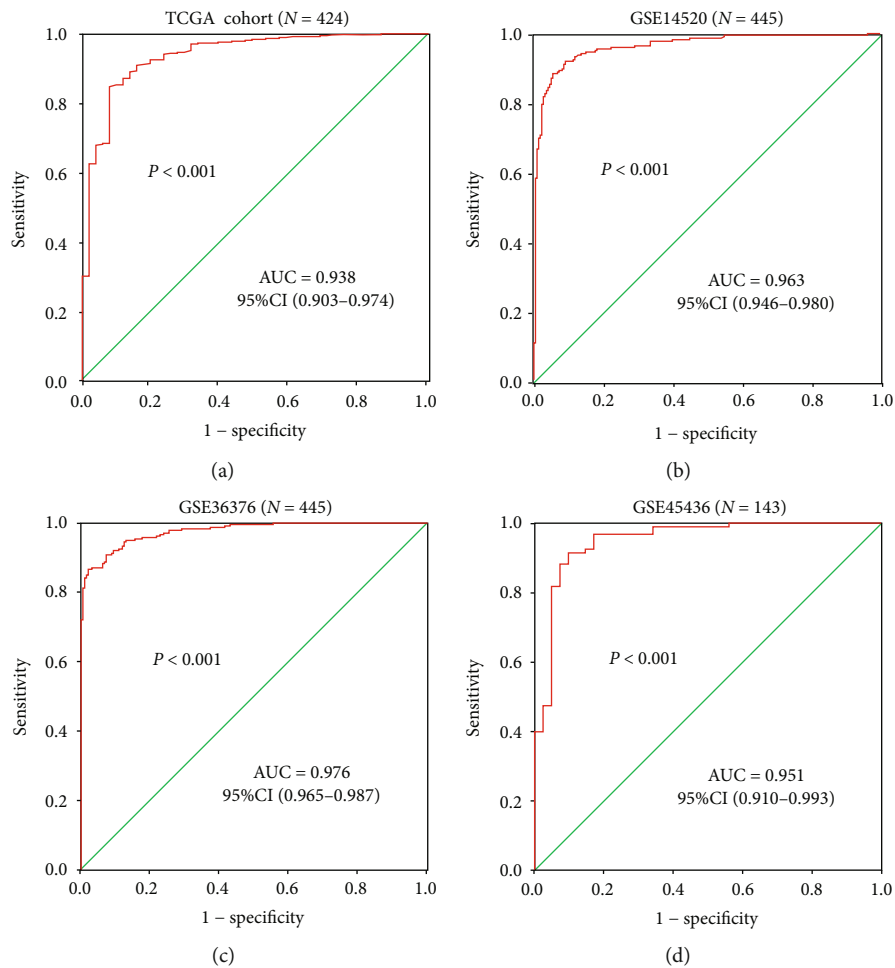 TCGA cohort (N = 424)
1.0
0.8
0.6
0.4
0.2
0.0
Sensitivity
P < 0.001
AUC = 0.938
95%CI (0.903–0.974)
0.0 0.2 0.4 0.6 0.8 1.0
1 − specificity
(a)
GSE14520 (N = 445)
1.0
0.8
0.6
0.4
0.2
0.0
Sensitivity
P < 0.001
AUC = 0.963
95%CI (0.946–0.980)
0.0 0.2 0.4 0.6 0.8 1.0
1 − specificity
(b)
GSE36376 (N = 445)
1.0
0.8
0.6
0.4
0.2
0.0
Sensitivity
P < 0.001
AUC = 0.976
95%CI (0.965–0.987)
0.0 0.2 0.4 0.6 0.8 1.0
1 − specificity
(c)
GSE45436 (N = 143)
1.0
0.8
0.6
0.4
0.2
0.0
Sensitivity
P < 0.001
AUC = 0.951
95%CI (0.910–0.993)
0.0 0.2 0.4 0.6 0.8 1.0
1 − specificity
(d)